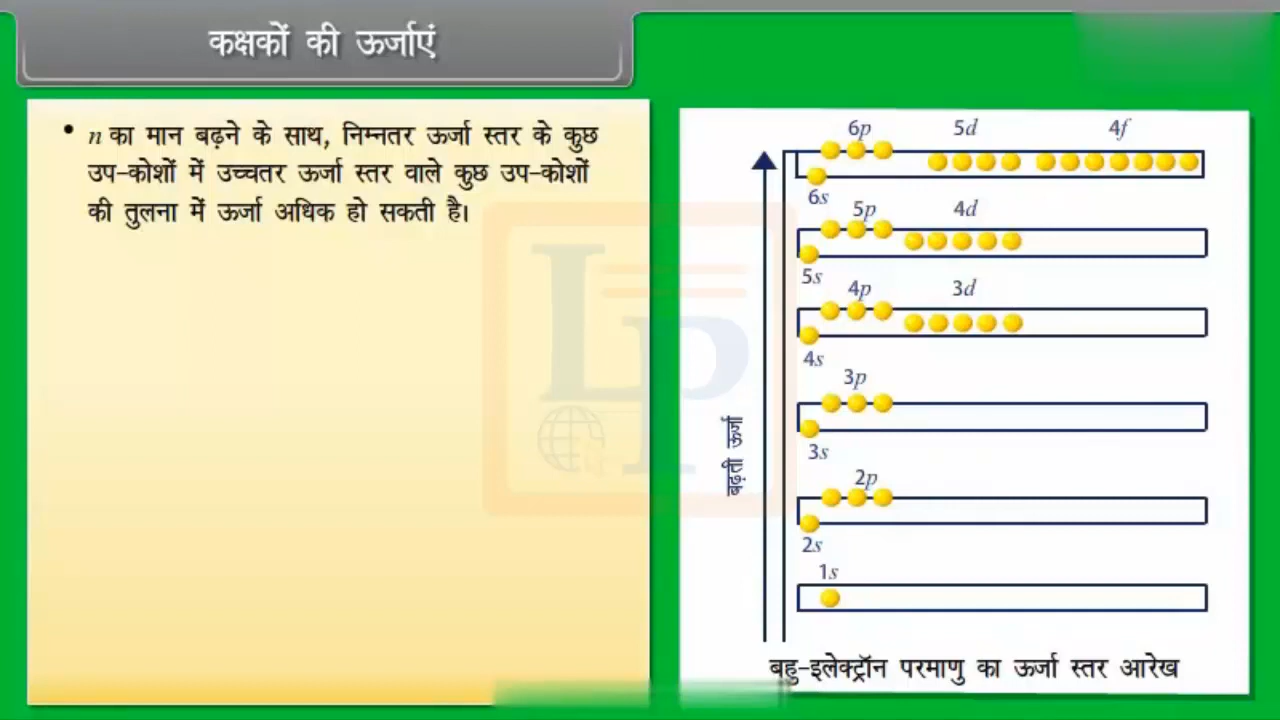 कक्षकों की ऊर्जाएं
n का मान बढ़ने के साथ, निम्नतर ऊर्जा स्तर के कुछ
उप-कोशों में उच्चतर ऊर्जा स्तर वाले कुछ उप-कोशों
की तुलना में ऊर्जा अधिक हो सकती है।
6p 5d 4f
6s
5p 4d
5s
4p 3d
4s
3p
3s
2p
2s
1s
बढ़ती ऊर्जा
बहु-इलेक्ट्रॉन परमाणु का ऊर्जा स्तर आरेख
LP